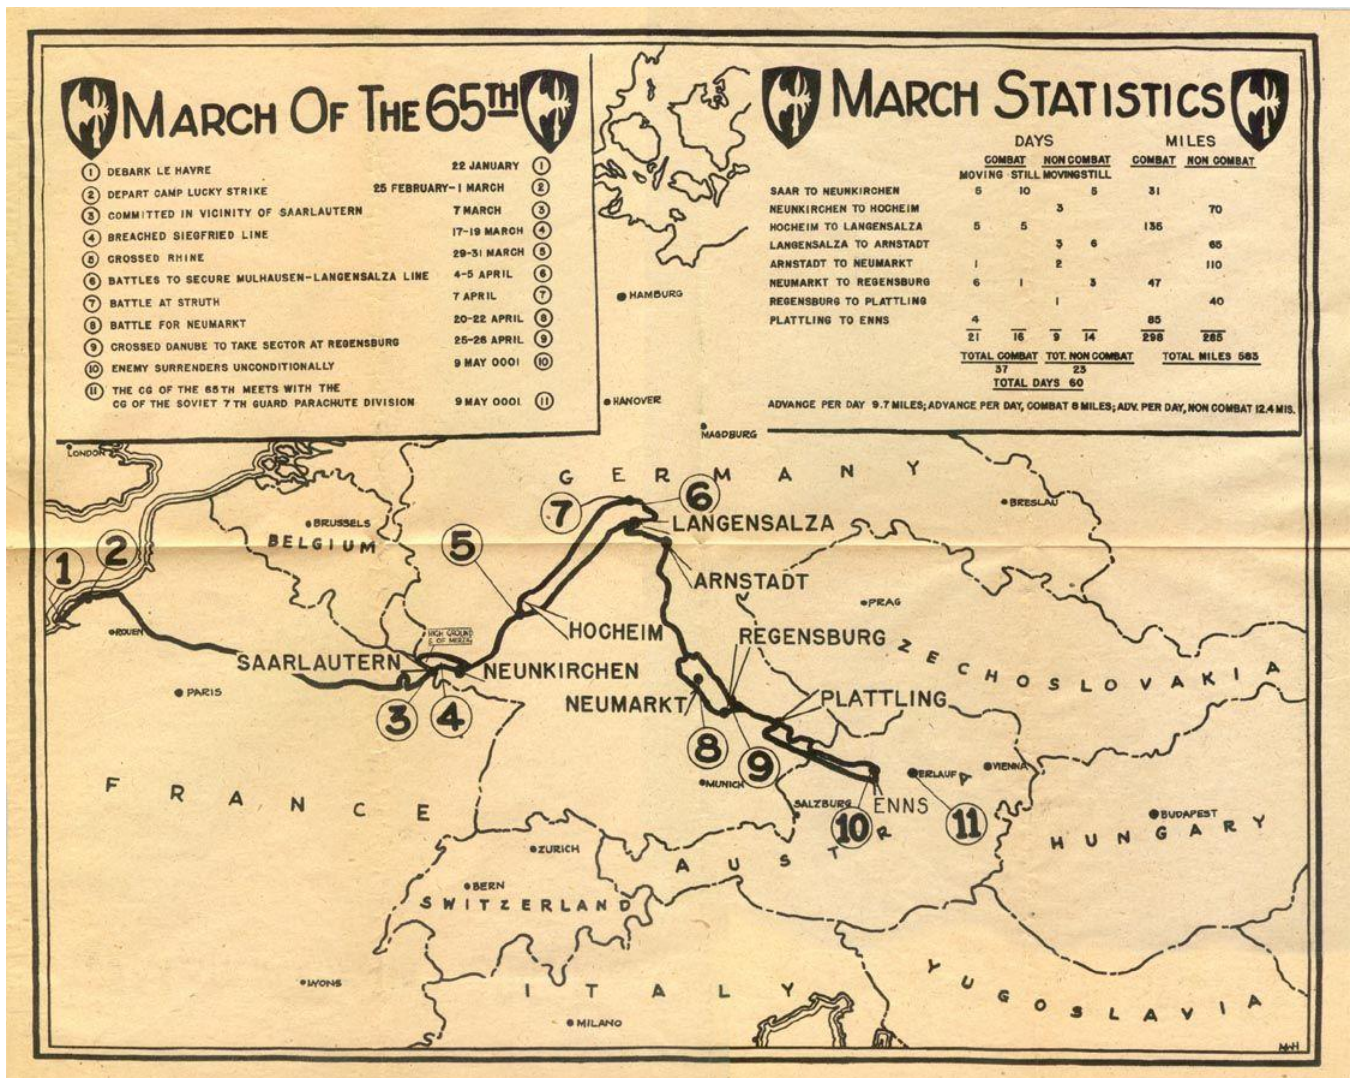 MARCH OF THE 65TH
① DEBARK LE HAVRE 22 JANUARY ①
② DEPART CAMP LUCKY STRIKE 25 FEBRUARY-1 MARCH ②
③ COMMITTED IN VICINITY OF SAARLAUTERN 7 MARCH ③
④ BREACHED SIEGFRIED LINE 17-19 MARCH ④
⑤ CROSSED RHINE 29-31 MARCH ⑤
⑥ BATTLES TO SECURE MULHAUSEN-LANGENSALZA LINE 4-5 APRIL ⑥
⑦ BATTLE AT STRUTH 7 APRIL ⑦
⑧ BATTLE FOR NEUMARKT 20-22 APRIL ⑧
⑨ CROSSED DANUBE TO TAKE SECTOR AT REGENSBURG 25-26 APRIL ⑨
⑩ ENEMY SURRENDERS UNCONDITIONALLY 9 MAY 0001 ⑩
⑪ THE CG OF THE 65TH MEETS WITH THE
CG OF THE SOVIET 7TH GUARD PARACHUTE DIVISION 9 MAY 0001 ⑪
MARCH STATISTICS
DAYS MILES
COMBAT NON COMBAT COMBAT NON COMBAT
MOVING STILL MOVING STILL
SAAR TO NEUNKIRCHEN 5 10 5 31
NEUNKIRCHEN TO HOCHEIM 3 70
HOCHEIM TO LANGENSALZA 5 5 136
LANGENSALZA TO ARNSTADT 3 6 65
ARNSTADT TO NEUMARKT 1 2 110
NEUMARKT TO REGENSBURG 6 1 3 47
REGENSBURG TO PLATTLING 1 40
PLATTLING TO ENNS 4 85
21 16 9 14 298 285
TOTAL COMBAT TOT. NON COMBAT TOTAL MILES 583
37 23
TOTAL DAYS 60
ADVANCE PER DAY 9.7 MILES; ADVANCE PER DAY, COMBAT 8 MILES; ADV. PER DAY, NON COMBAT 12.4 MIS.
HAMBURG
HANOVER
MAGDBURG
LONDON
GERMANY
BRESLAU
BRUSSELS
BELGIUM
1
2
5
7
6
LANGENSALZA
ARNSTADT
PRAG
ROUEN
HIGH GROUND
E. OF MERZIG
HOCHEIM
REGENSBURG
SAARLAUTERN
NEUNKIRCHEN
ZECHOSLOVAKIA
PARIS
NEUMARKT
PLATTLING
3
4
8
9
MUNICH
ERLAUF
VIENNA
FRANCE
SALZBURG
ENNS
10
11
BUDAPEST
HUNGARY
ZURICH
AUSTRIA
BERN
SWITZERLAND
LYONS
ITALY
YUGOSLAVIA
MILANO